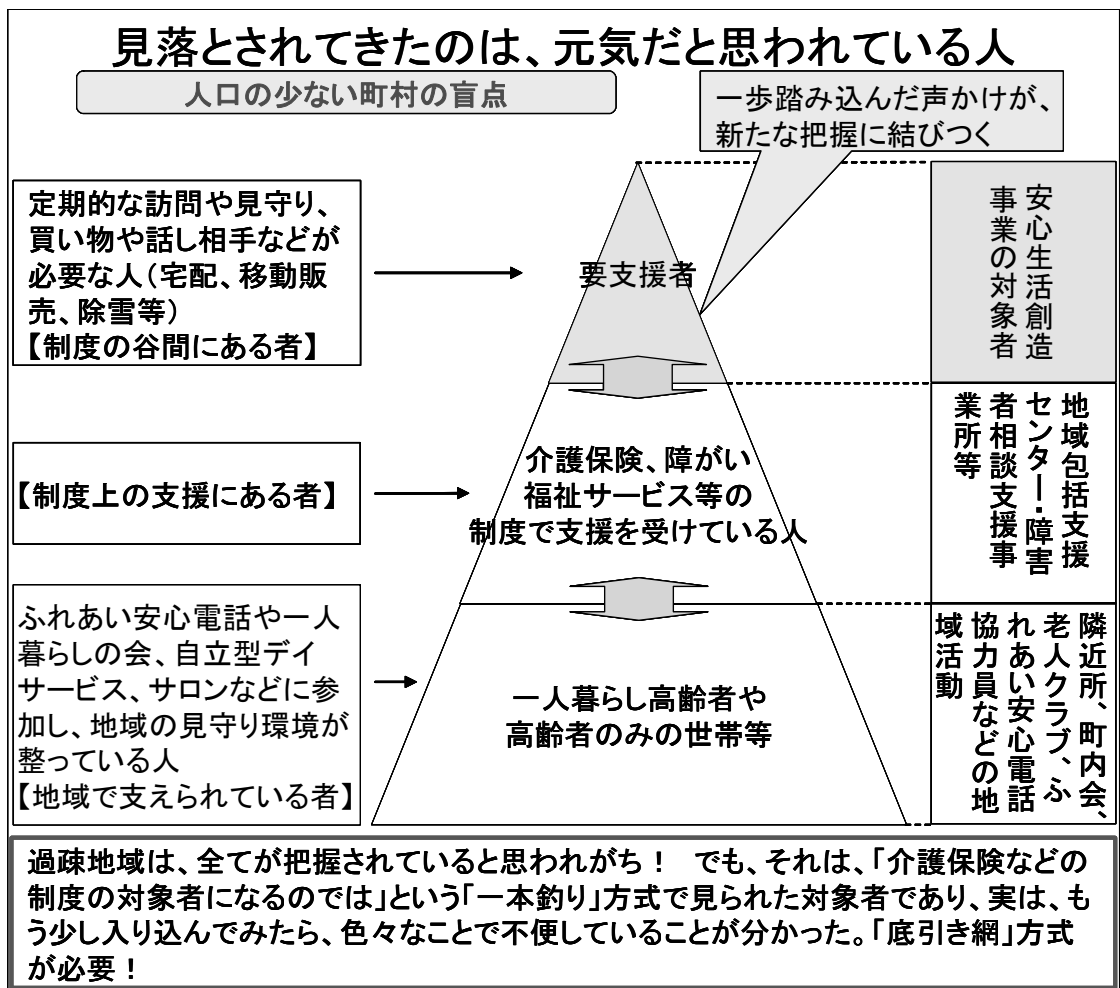 見落とされてきたのは、元気だと思われている人
人口の少ない町村の盲点
一歩踏み込んだ声かけが、
新たな把握に結びつく
定期的な訪問や見守り、
買い物や話し相手などが
必要な人(宅配、移動販
売、除雪等)
【制度の谷間にある者】
要支援者
安心生活創造
事業の対象者
【制度上の支援にある者】
介護保険、障がい
福祉サービス等の
制度で支援を受けている人
地域包括支援
センター・障害
者相談支援事
業所等
ふれあい安心電話や一人
暮らしの会、自立型デイ
サービス、サロンなどに参
加し、地域の見守り環境が
整っている人
【地域で支えられている者】
一人暮らし高齢者や
高齢者のみの世帯等
隣近所、町内会、
老人クラブ、ふ
れあい安心電話
協力員などの地
域活動
過疎地域は、全てが把握されていると思われがち! でも、それは、「介護保険などの
制度の対象者になるのでは」という「一本釣り」方式で見られた対象者であり、実は、も
う少し入り込んでみたら、色々なことで不便していることが分かった。「底引き網」方式
が必要!